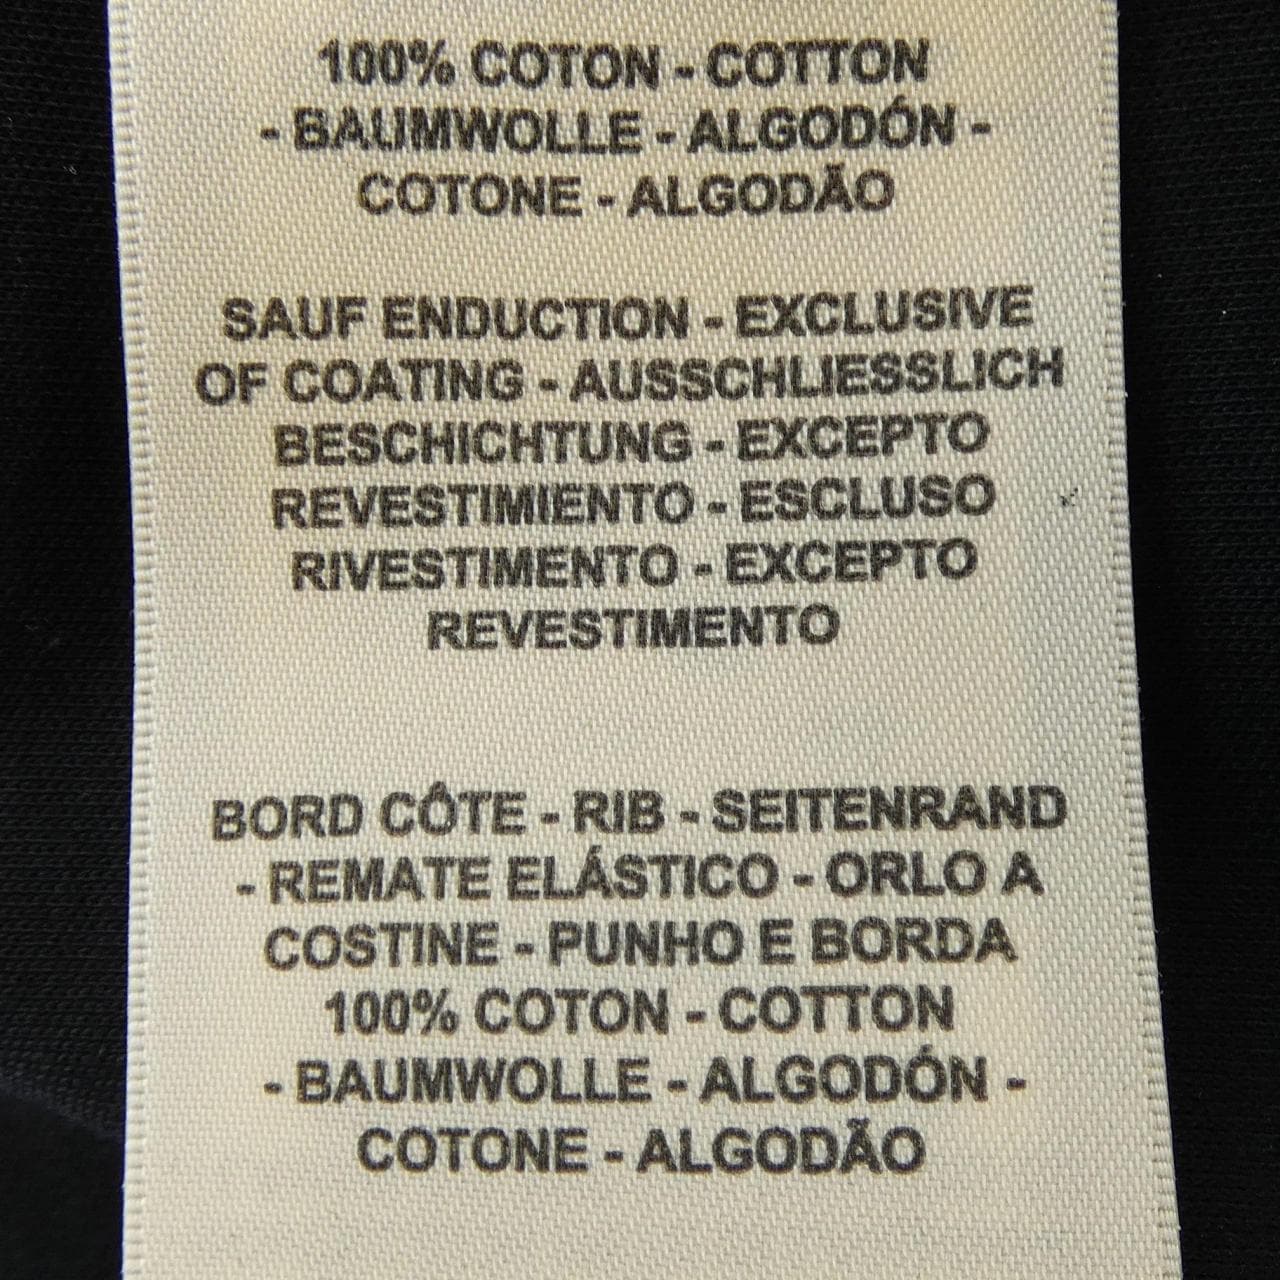 100% COTON - COTTON
- BAUMWOLLE - ALGODÓN -
COTONE - ALGODÃO
SAUF ENDUCTION - EXCLUSIVE
OF COATING - AUSSCHLIESSLICH
BESCHICHTUNG - EXCEPTO
REVESTIMIENTO - ESCLUSO
RIVESTIMENTO - EXCEPTO
REVESTIMENTO
BORD CÔTE - RIB - SEITENRAND
- REMATE ELÁSTICO - ORLO A
COSTINE - PUNHO E BORDA
100% COTON - COTTON
- BAUMWOLLE - ALGODÓN -
COTONE - ALGODÃO